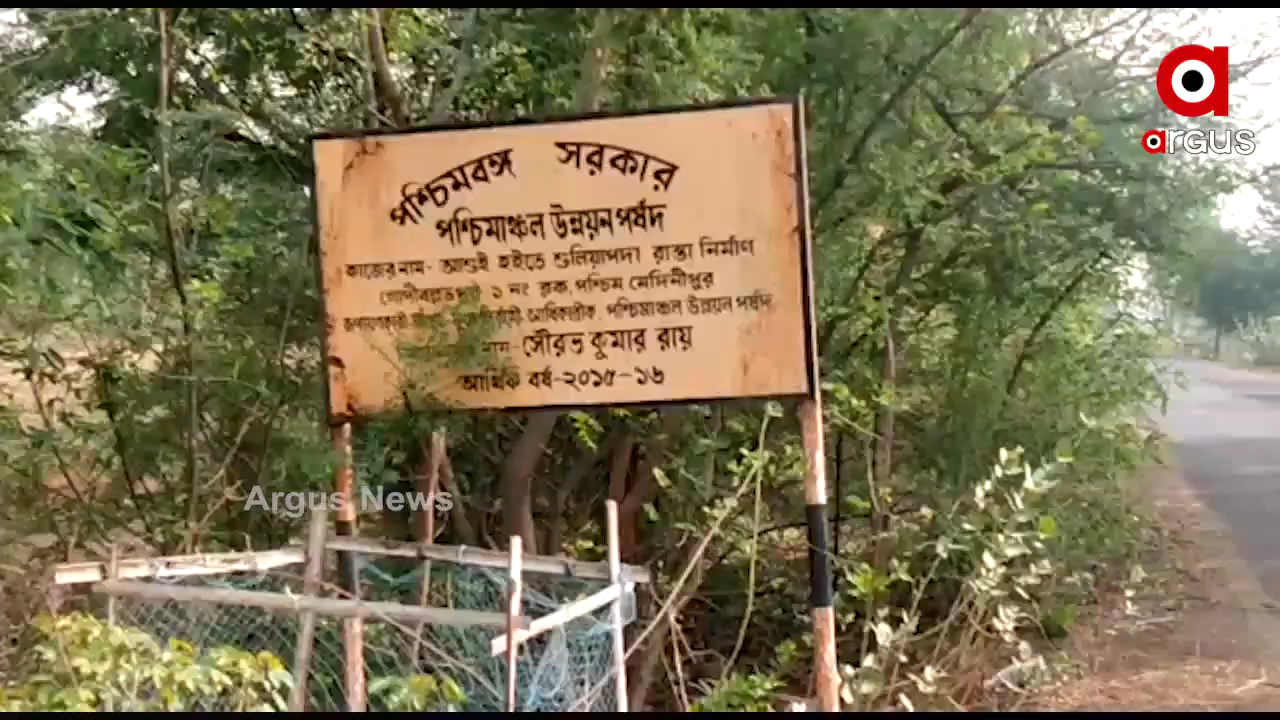 পশ্চিমবঙ্গ সরকার
পশ্চিমাঞ্চল উন্নয়ন পর্ষদ
কাজের নাম- আশুই হইতে শুলিয়াপদা রাস্তা নির্মাণ
গোপীবল্লভপুর ১ নং ব্লক, পশ্চিম মেদিনীপুর
আধিকারীক, পশ্চিমাঞ্চল উন্নয়ন পর্ষদ
নাম- সৌরভ কুমার রায়
আর্থিক বর্ষ-২০১৫-১৬
argus
Argus News